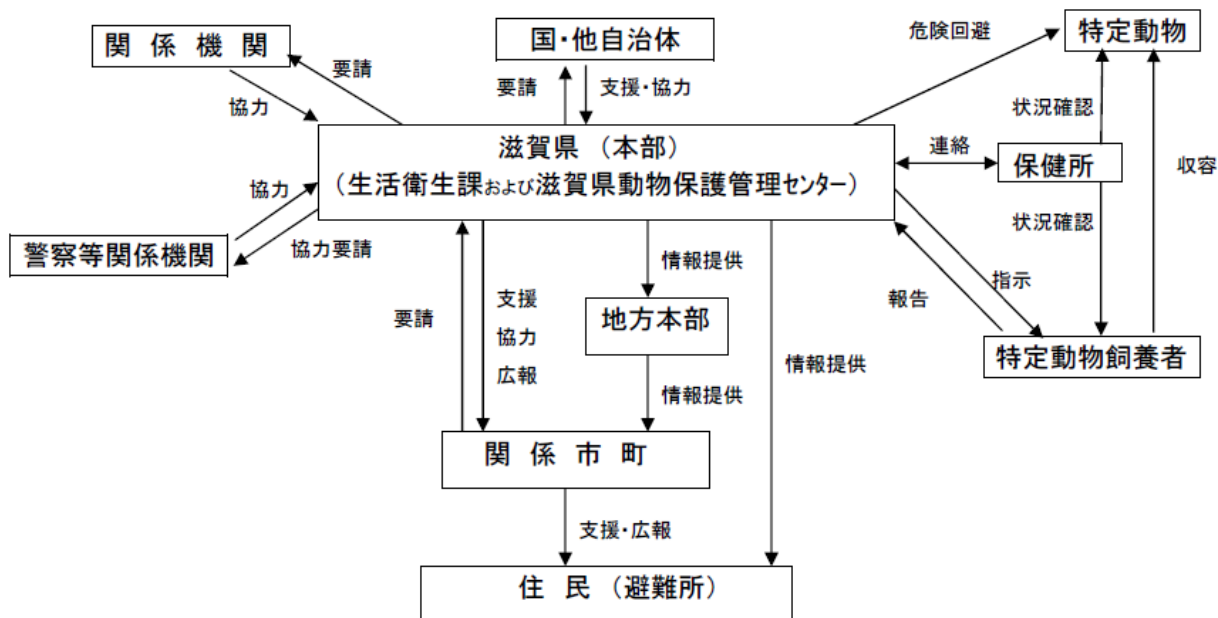 関 係 機 関
国・他自治体
特定動物
危険回避
要請
要請
支援・協力
協力
状況確認
滋賀県 (本部)
(生活衛生課および滋賀県動物保護管理センター)
連絡
保健所
収容
協力
状況確認
警察等関係機関
協力要請
情報提供
指示
支援
報告
要請
協力
地方本部
広報
特定動物飼養者
情報提供
情報提供
関 係 市 町
支援・広報
住 民 (避難所)